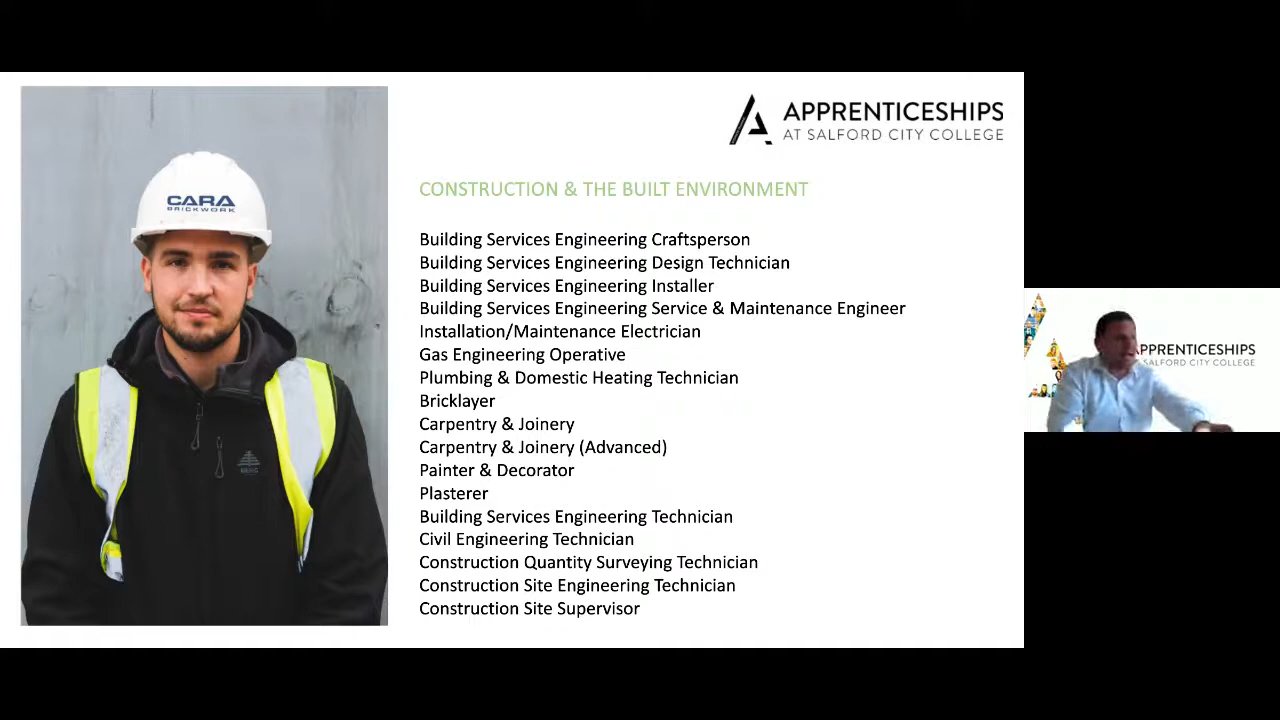 APPRENTICESHIPS
AT SALFORD CITY COLLEGE
CARA
BRICKWORK
CONSTRUCTION & THE BUILT ENVIRONMENT
Building Services Engineering Craftsperson
Building Services Engineering Design Technician
Building Services Engineering Installer
Building Services Engineering Service & Maintenance Engineer
Installation/Maintenance Electrician
Gas Engineering Operative
Plumbing & Domestic Heating Technician
Bricklayer
Carpentry & Joinery
Carpentry & Joinery (Advanced)
Painter & Decorator
Plasterer
Building Services Engineering Technician
Civil Engineering Technician
Construction Quantity Surveying Technician
Construction Site Engineering Technician
Construction Site Supervisor
PPRENTICESHIPS
SALFORD CITY COLLEGE